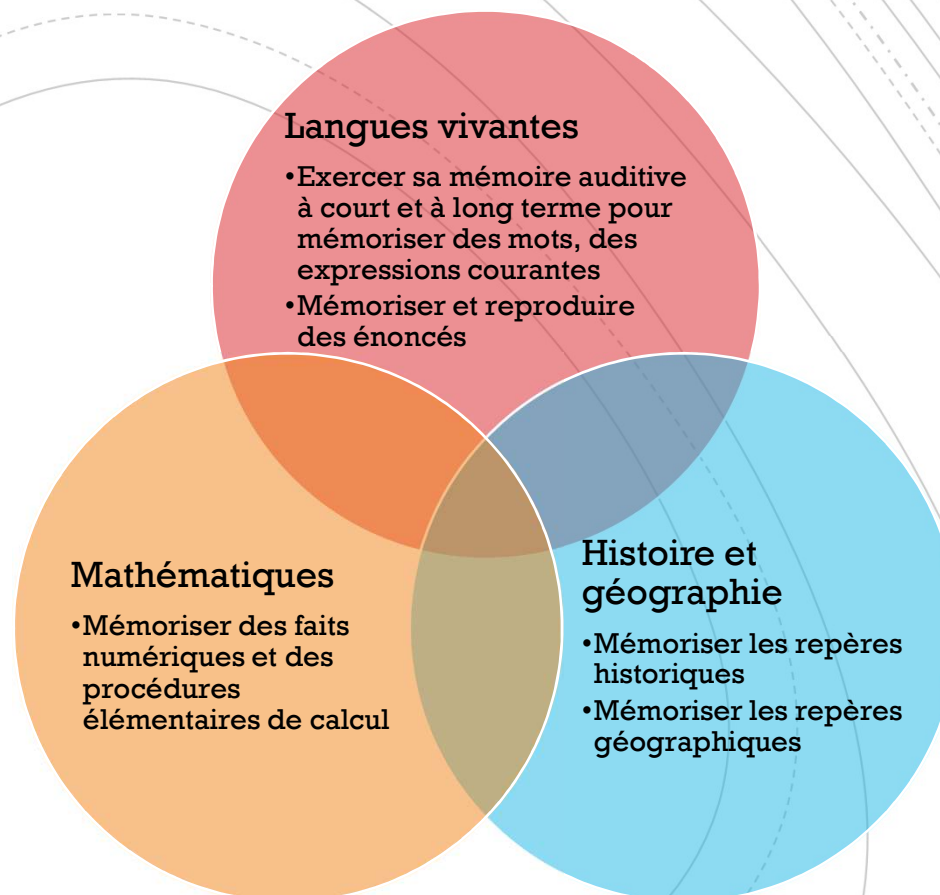 Langues vivantes
•Exercer sa mémoire auditive
à court et à long terme pour
mémoriser des mots, des
expressions courantes
•Mémoriser et reproduire
des énoncés
Mathématiques
•Mémoriser des faits
numériques et des
procédures
élémentaires de calcul
Histoire et
géographie
•Mémoriser les repères
historiques
•Mémoriser les repères
géographiques